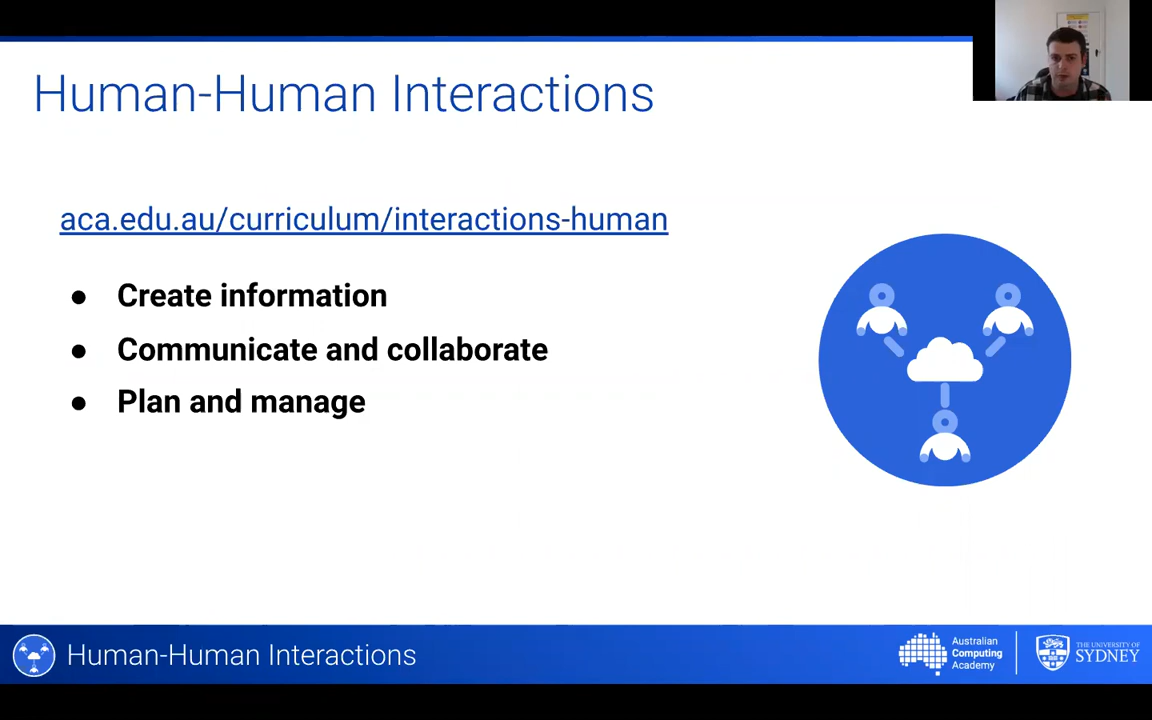 Human-Human Interactions
aca.edu.au/curriculum/interactions-human
● Create information
● Communicate and collaborate
● Plan and manage
Human-Human Interactions
Australian
Computing
Academy
THE UNIVERSITY OF
SYDNEY